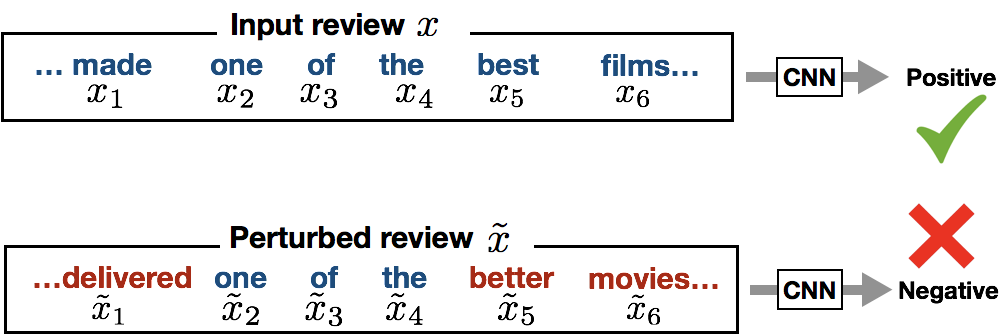 Input review x
... made one of the best films...
x₁ x₂ x₃ x₄ x₅ x₆
CNN
Positive
Perturbed review x̃
...delivered one of the better movies...
x̃₁ x̃₂ x̃₃ x̃₄ x̃₅ x̃₆
CNN
Negative